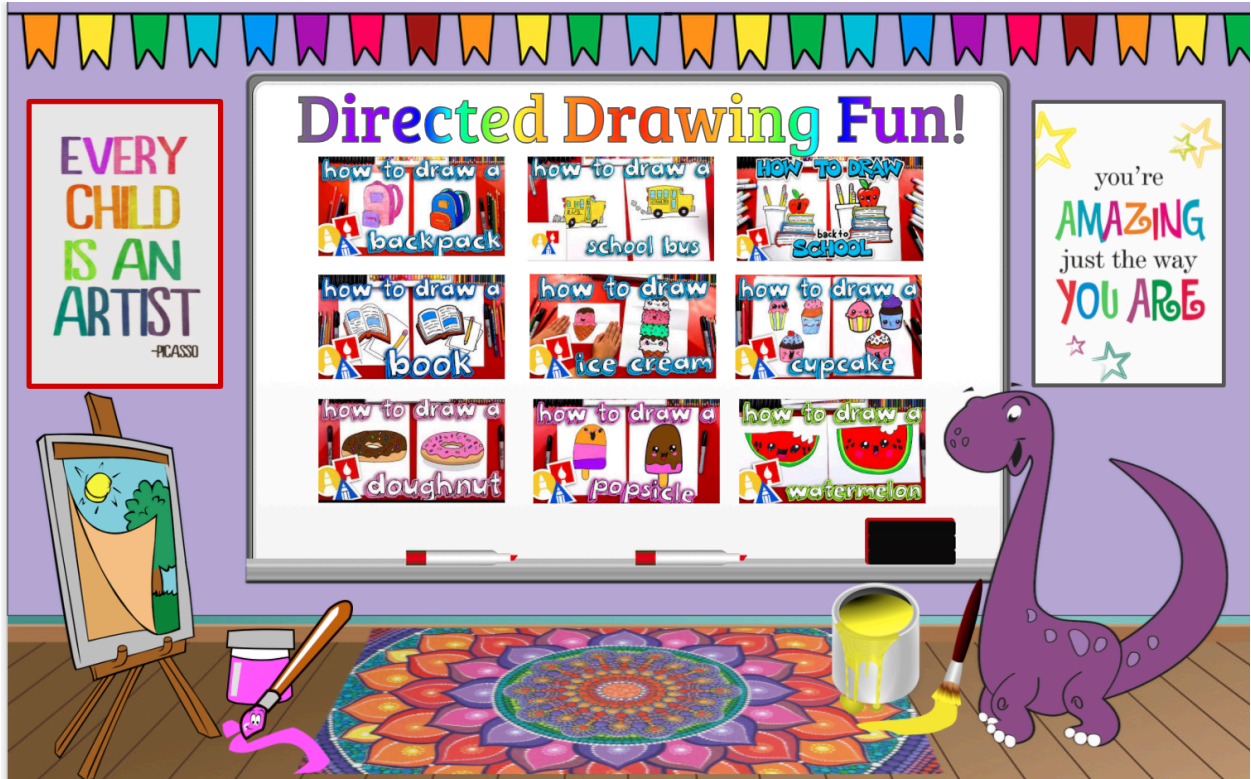 Directed Drawing Fun!
EVERY
CHILD
IS AN
ARTIST
-PICASSO
how to draw a
backpack
how to draw a
school bus
HOW TO DRAW
back to
SCHOOL
how to draw a
book
how to draw
ice cream
how to draw a
cupcake
how to draw a
doughnut
how to draw a
popsicle
how to draw a
watermelon
you're
AMAZING
just the way
YOU ARE